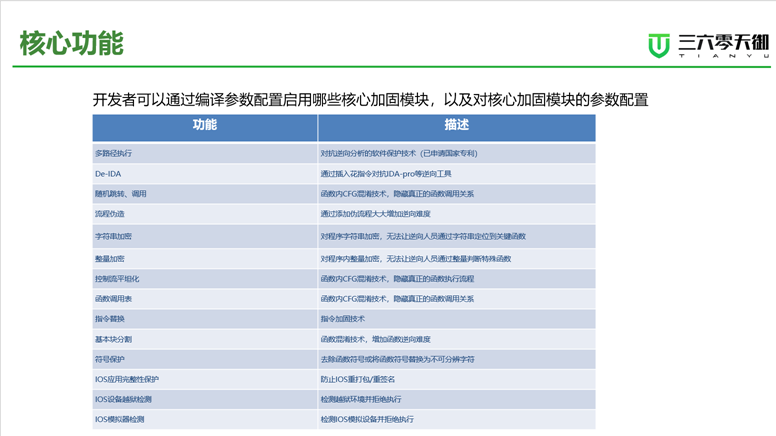 核心功能
三六零天御
TIANYU
开发者可以通过编译参数配置启用哪些核心加固模块，以及对核心加固模块的参数配置
功能 描述
多路径执行 对抗逆向分析的软件保护技术（已申请国家专利）
De-IDA 通过插入花指令对抗IDA-pro等逆向工具
随机跳转、调用 函数内CFG混淆技术、隐藏真正的函数调用关系
流程伪造 通过添加伪流程大大增加逆向难度
字符串加密 对程序字符串加密，无法让逆向人员通过字符串定位到关键函数
整量加密 对程序内整量加密，无法让逆向人员通过整量判断特殊函数
控制流平坦化 函数内CFG混淆技术，隐藏真正的函数执行流程
函数调用表 函数内CFG混淆技术，隐藏真正的函数调用关系
指令替换 指令加固技术
基本块分割 函数混淆技术，增加函数逆向难度
符号保护 去除函数符号或将函数符号替换为不可分辨字符
IOS应用完整性保护 防止IOS重打包/重签名
IOS设备越狱检测 检测越狱环境并拒绝执行
IOS模拟器检测 检测IOS模拟设备并拒绝执行